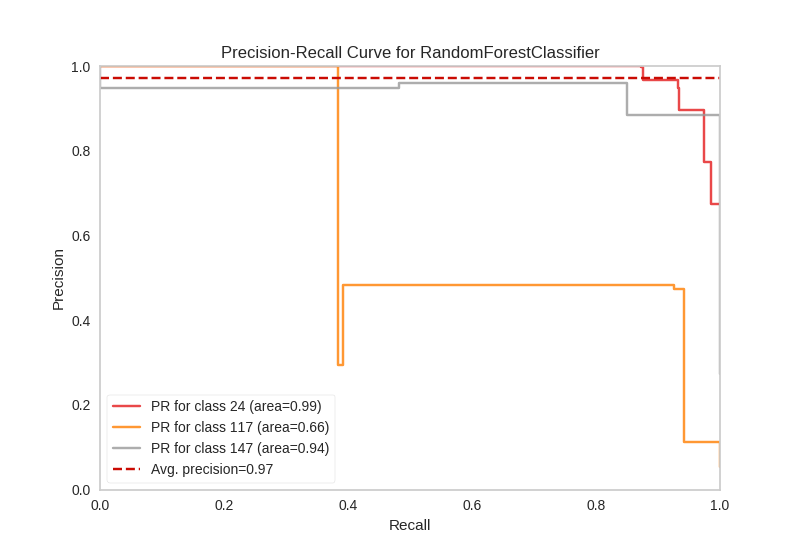 Precision-Recall Curve for RandomForestClassifier
1.0
0.8
0.6
0.4
0.2
0.0
Precision
PR for class 24 (area=0.99)
PR for class 117 (area=0.66)
PR for class 147 (area=0.94)
Avg. precision=0.97
0.0 0.2 0.4 0.6 0.8 1.0
Recall